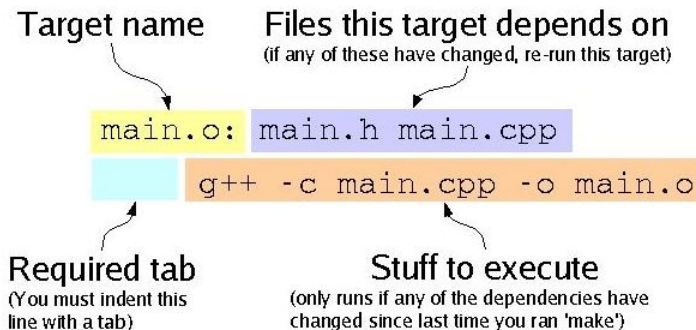 Target name
Files this target depends on
(if any of these have changed, re-run this target)
main.o: main.h main.cpp
g++ -c main.cpp -o main.o
Required tab
(You must indent this
line with a tab)
Stuff to execute
(only runs if any of the dependencies have
changed since last time you ran 'make')